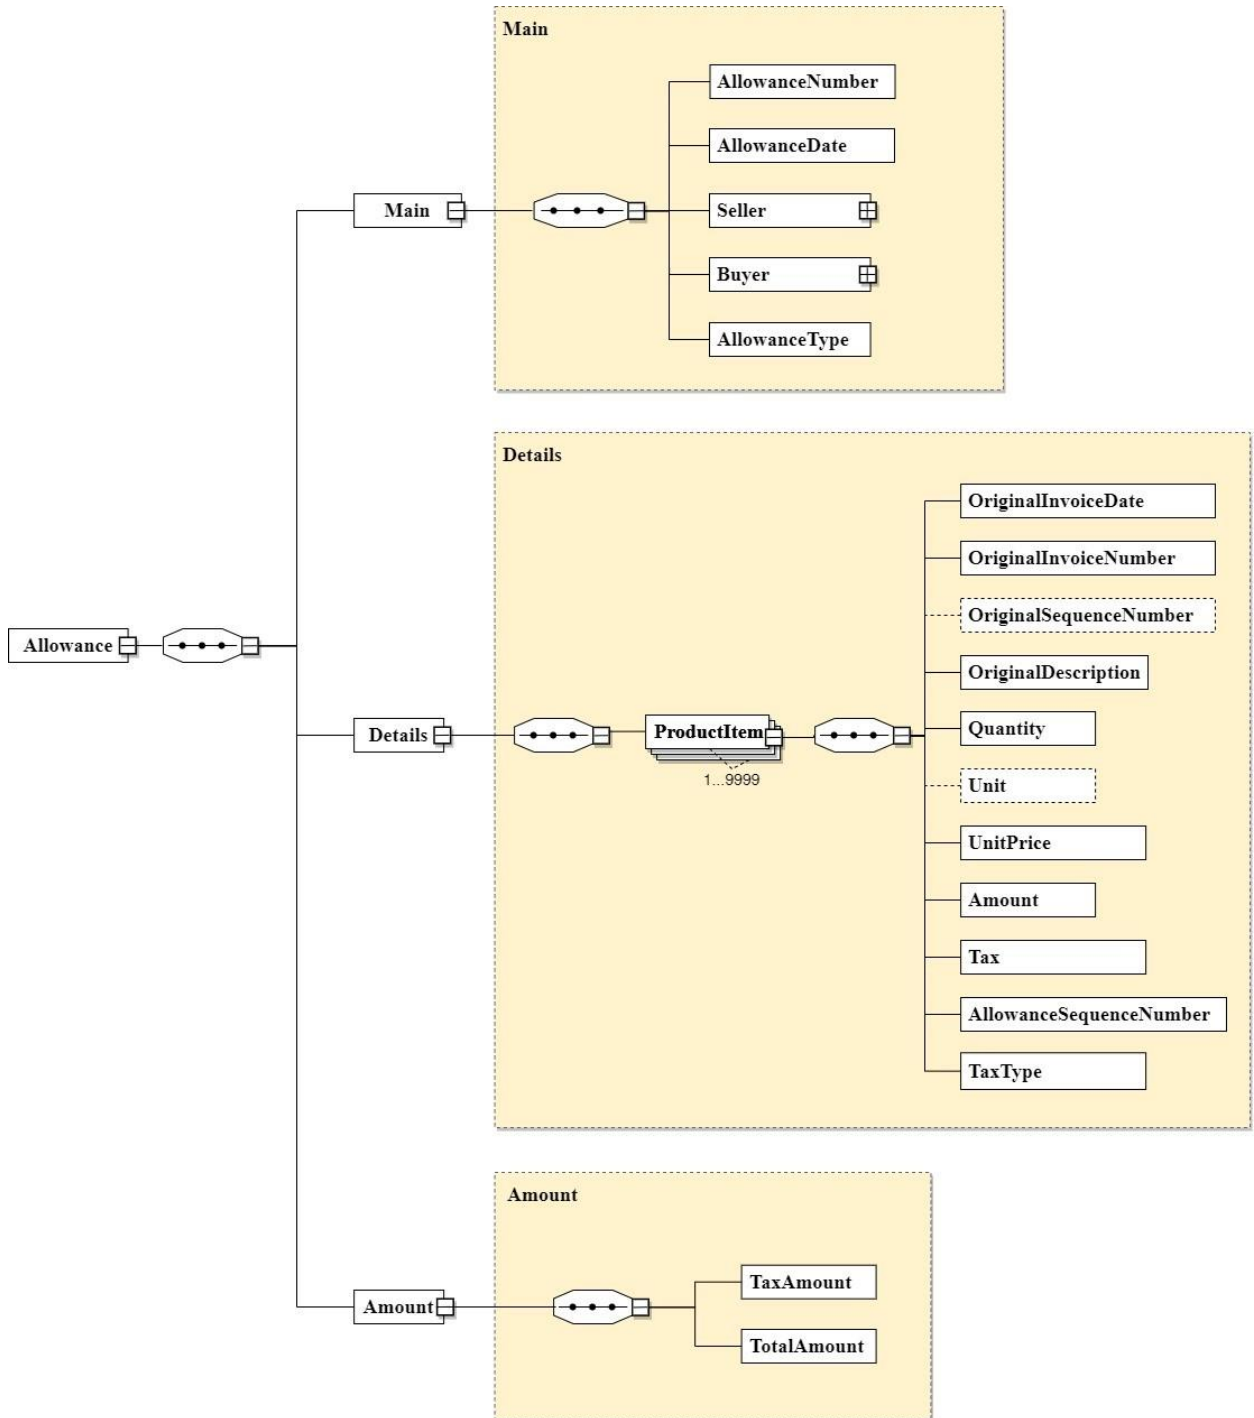 Main
AllowanceNumber
AllowanceDate
Main
Seller
Buyer
AllowanceType
Details
OriginalInvoiceDate
OriginalInvoiceNumber
OriginalSequenceNumber
Allowance
OriginalDescription
Details
ProductItem
1...9999
Quantity
Unit
UnitPrice
Amount
Tax
AllowanceSequenceNumber
TaxType
Amount
TaxAmount
Amount
TotalAmount